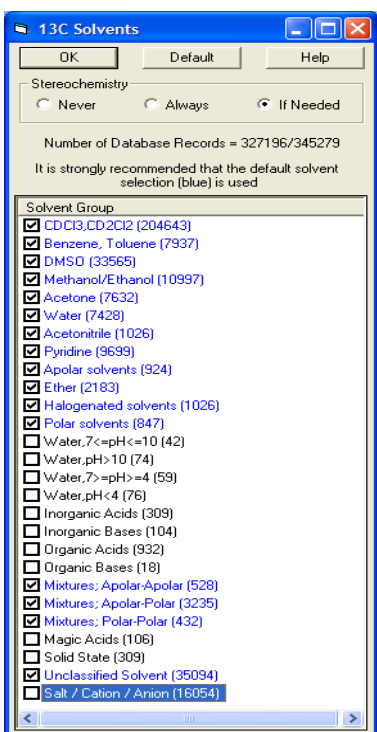 13C Solvents
OK Default Help
Stereochemistry
Never Always If Needed
Number of Database Records = 327196/345279
It is strongly recommended that the default solvent
selection (blue) is used
Solvent Group
CDCl3,CD2Cl2 (204643)
Benzene, Toluene (7937)
DMSO (33565)
Methanol/Ethanol (10997)
Acetone (7632)
Water (7428)
Acetonitrile (1026)
Pyridine (9699)
Apolar solvents (924)
Ether (2183)
Halogenated solvents (1026)
Polar solvents (847)
Water,7<=pH<=10 (42)
Water,pH>10 (74)
Water,7>=pH>=4 (59)
Water,pH<4 (76)
Inorganic Acids (309)
Inorganic Bases (104)
Organic Acids (932)
Organic Bases (18)
Mixtures; Apolar-Apolar (528)
Mixtures; Apolar-Polar (3235)
Mixtures; Polar-Polar (432)
Magic Acids (106)
Solid State (309)
Unclassified Solvent (35094)
Salt / Cation / Anion (16054)